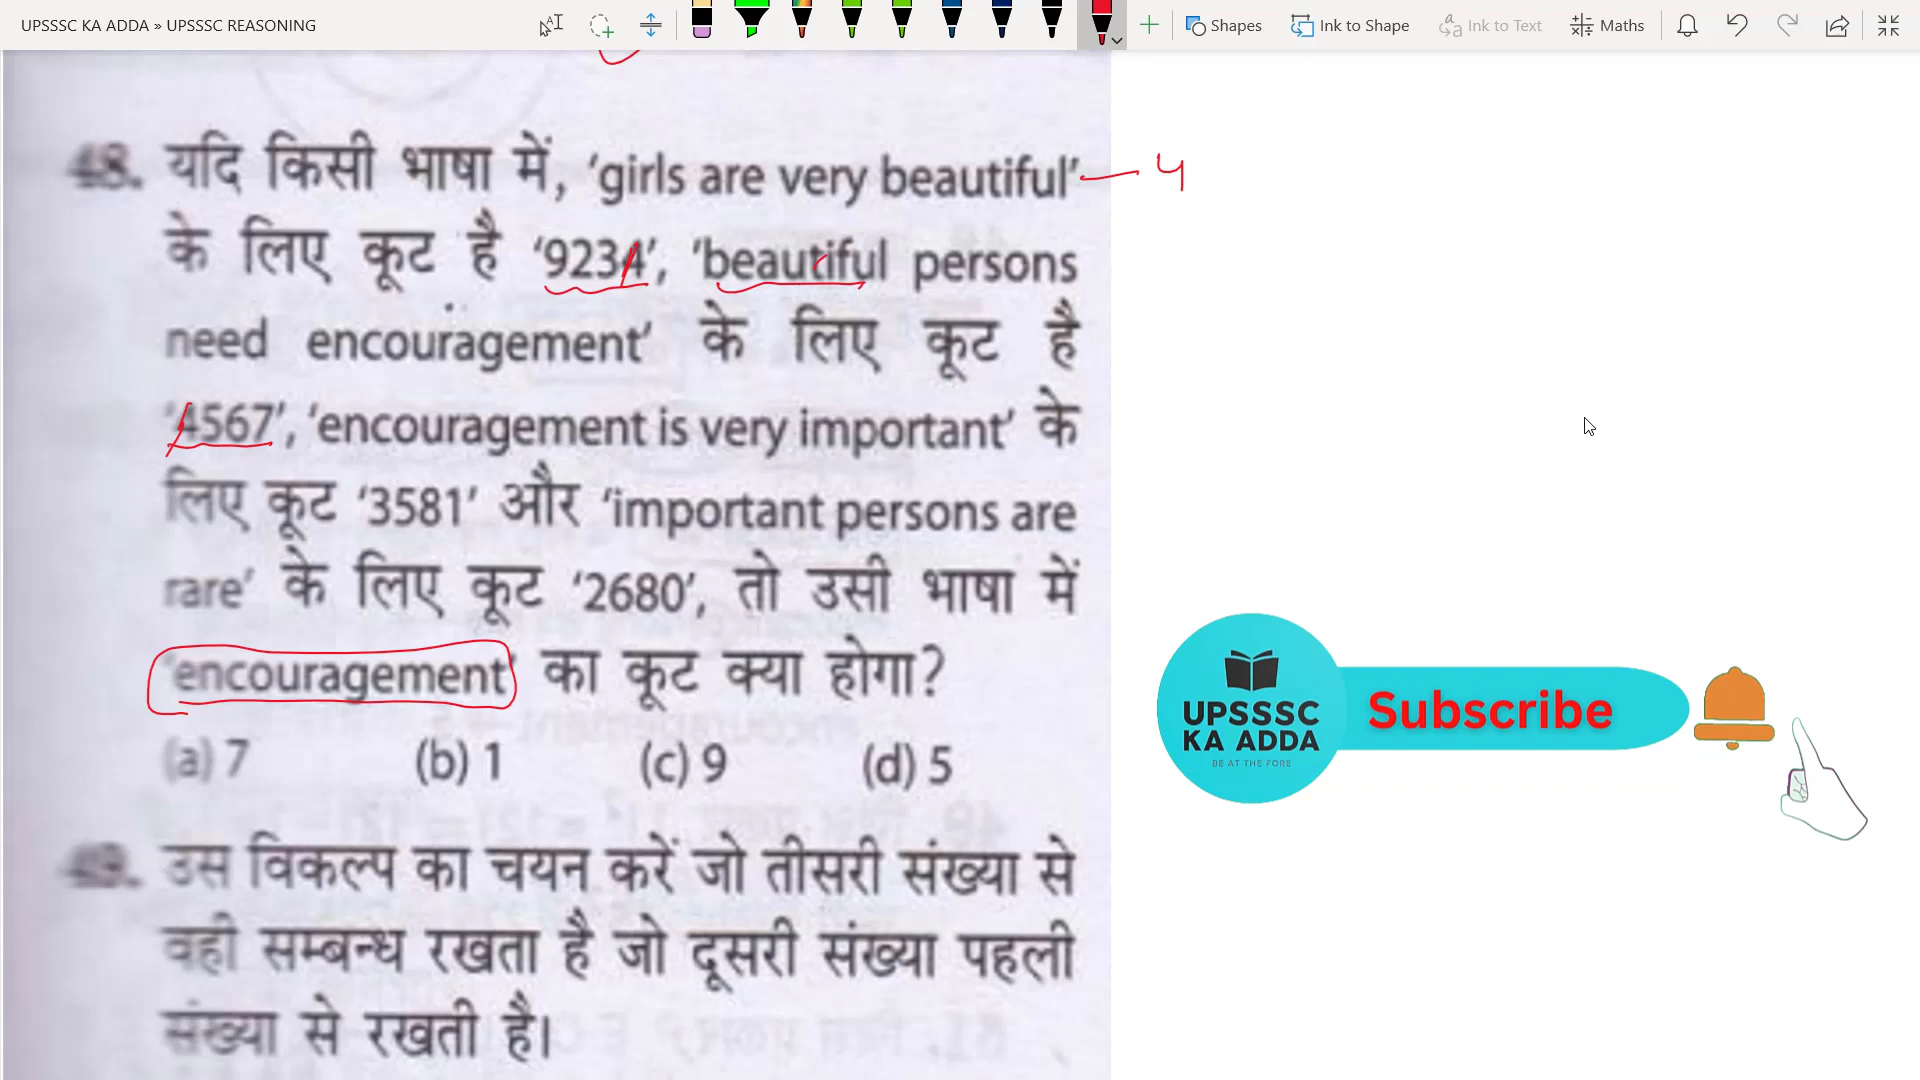 UPSSSC KA ADDA » UPSSSC REASONING
Shapes
Ink to Shape
Ink to Text
Maths
48. यदि किसी भाषा में, ‘girls are very beautiful’ — 4
के लिए कूट है ‘9234’, ‘beautiful persons
need encouragement’ के लिए कूट है
‘4567’, ‘encouragement is very important’ के
लिए कूट ‘3581’ और ‘important persons are
rare’ के लिए कूट ‘2680’, तो उसी भाषा में
‘encouragement’ का कूट क्या होगा?
(a) 7 (b) 1 (c) 9 (d) 5
49. उस विकल्प का चयन करें जो तीसरी संख्या से
वही सम्बन्ध रखता है जो दूसरी संख्या पहली
संख्या से रखती है।
UPSSSC
KA ADDA
BE AT THE FORE
Subscribe